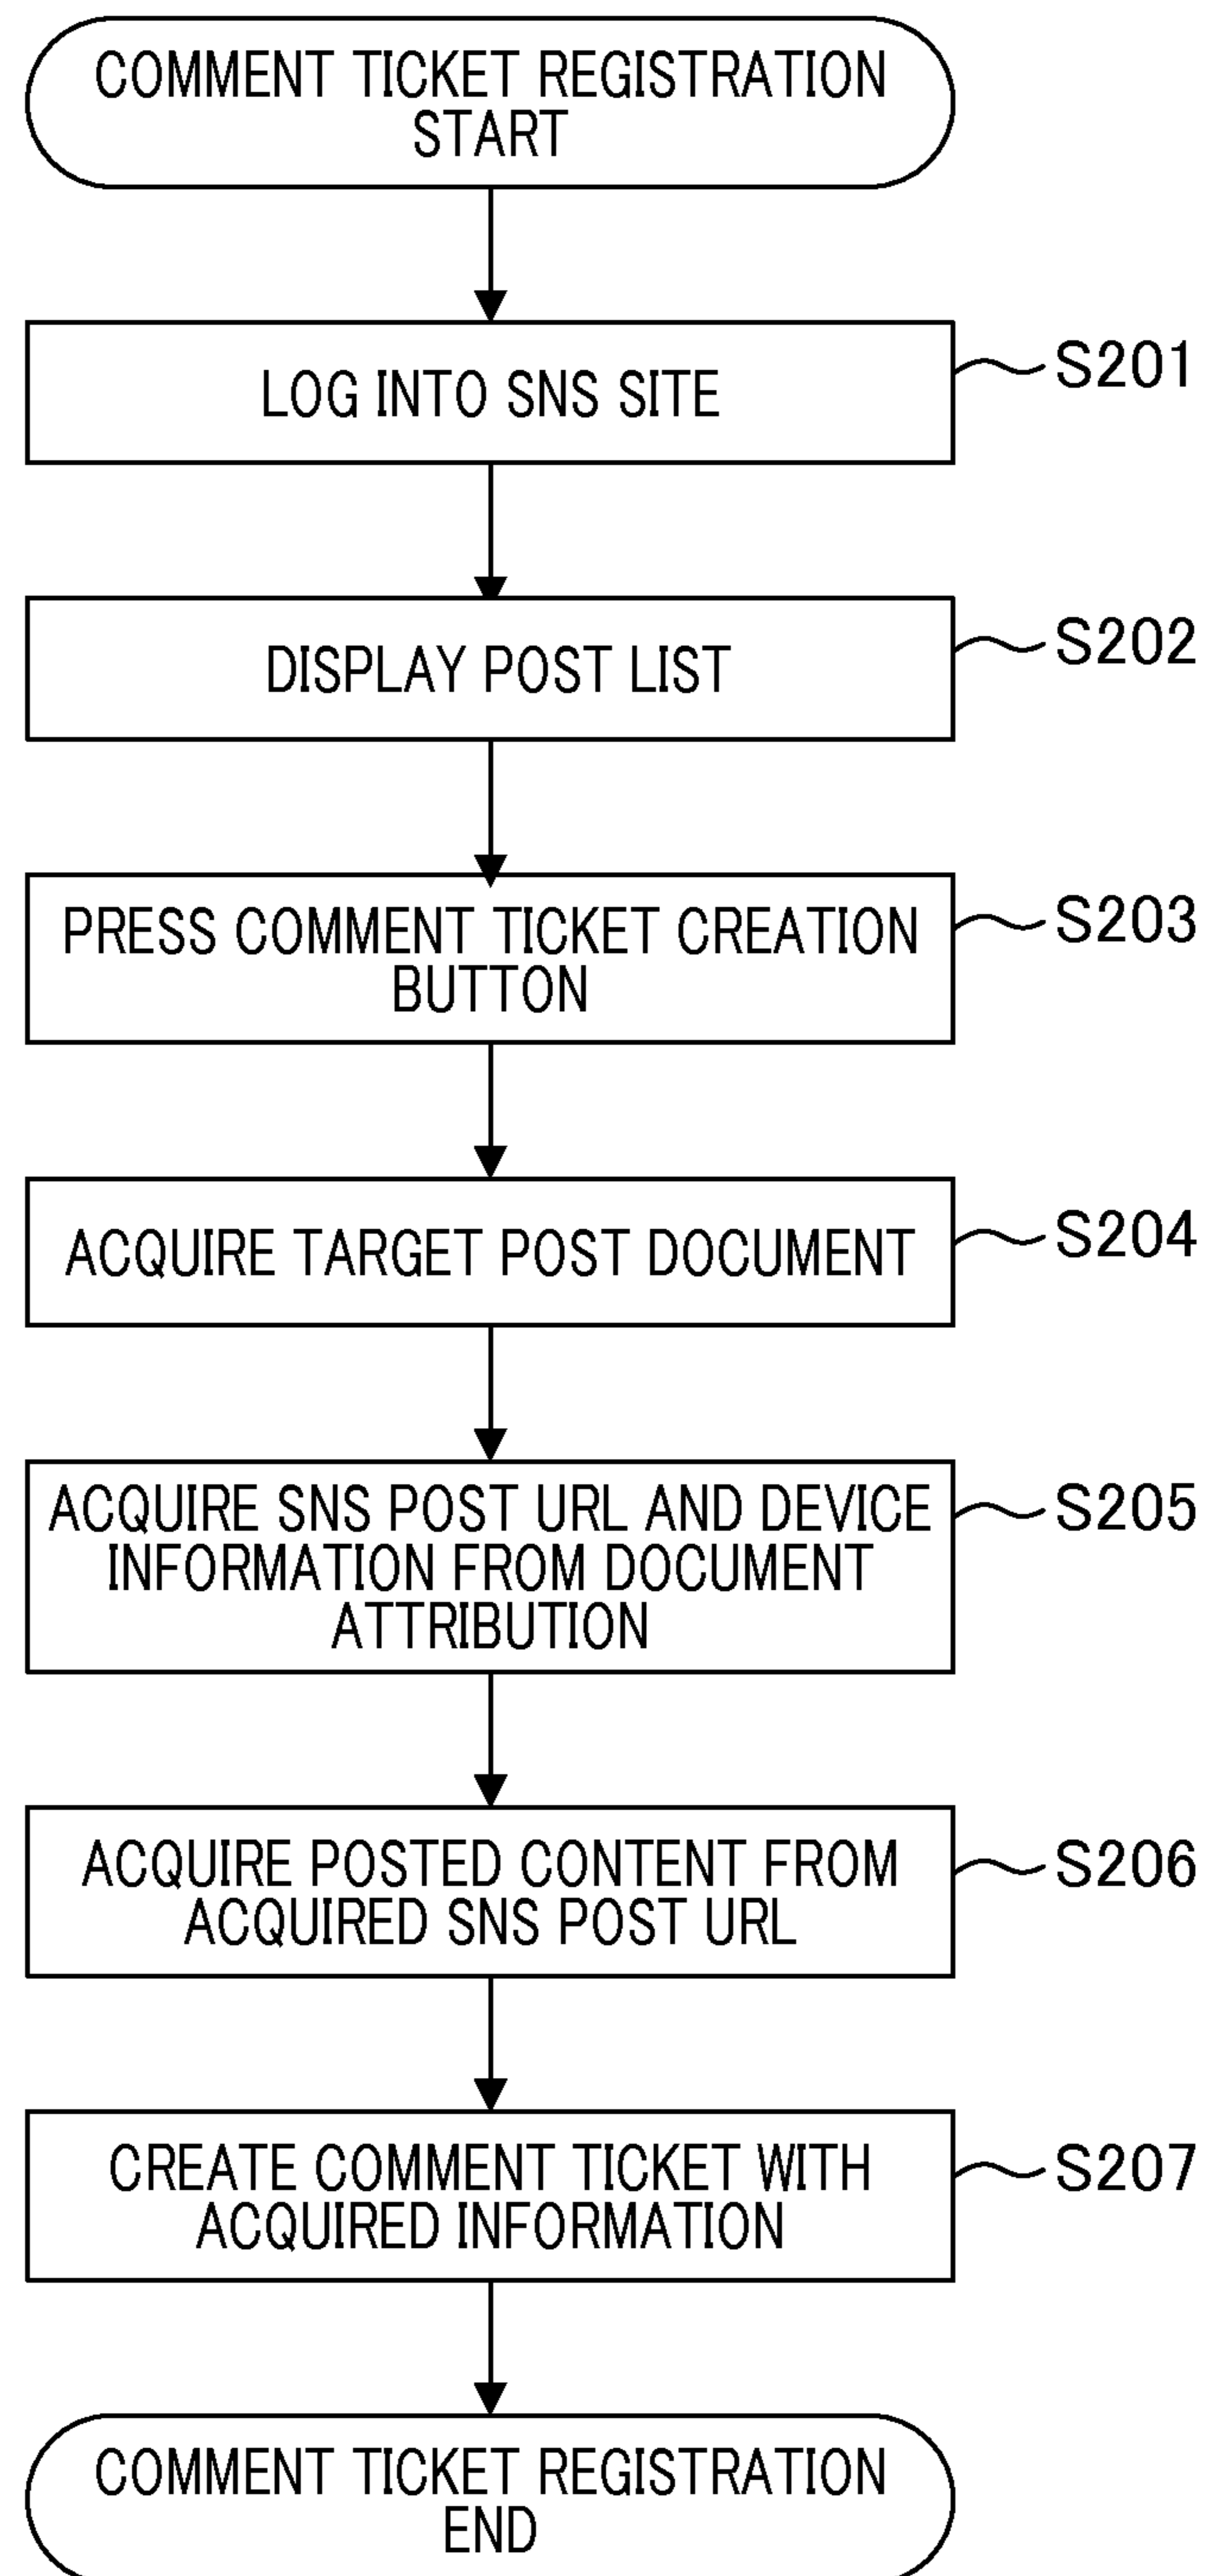 COMMENT TICKET REGISTRATION
START
LOG INTO SNS SITE
S201
DISPLAY POST LIST
S202
PRESS COMMENT TICKET CREATION
BUTTON
S203
ACQUIRE TARGET POST DOCUMENT
S204
ACQUIRE SNS POST URL AND DEVICE
INFORMATION FROM DOCUMENT
ATTRIBUTION
S205
ACQUIRE POSTED CONTENT FROM
ACQUIRED SNS POST URL
S206
CREATE COMMENT TICKET WITH
ACQUIRED INFORMATION
S207
COMMENT TICKET REGISTRATION
END